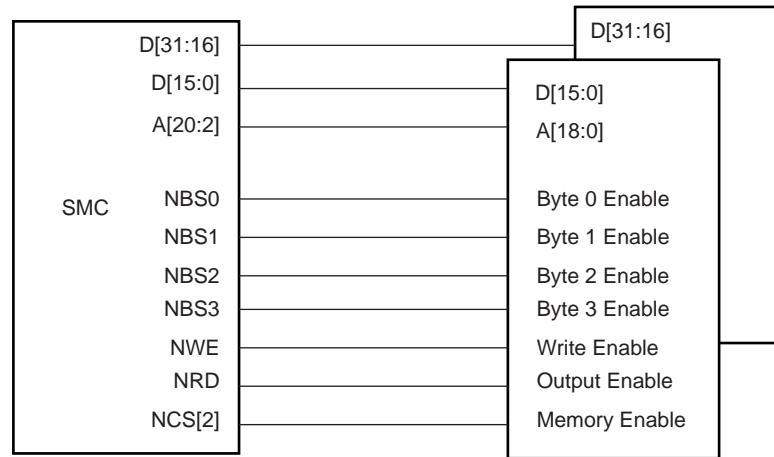 D[31:16] D[31:16]
D[15:0] D[15:0]
A[20:2] A[18:0]
SMC
NBS0 Byte 0 Enable
NBS1 Byte 1 Enable
NBS2 Byte 2 Enable
NBS3 Byte 3 Enable
NWE Write Enable
NRD Output Enable
NCS[2] Memory Enable